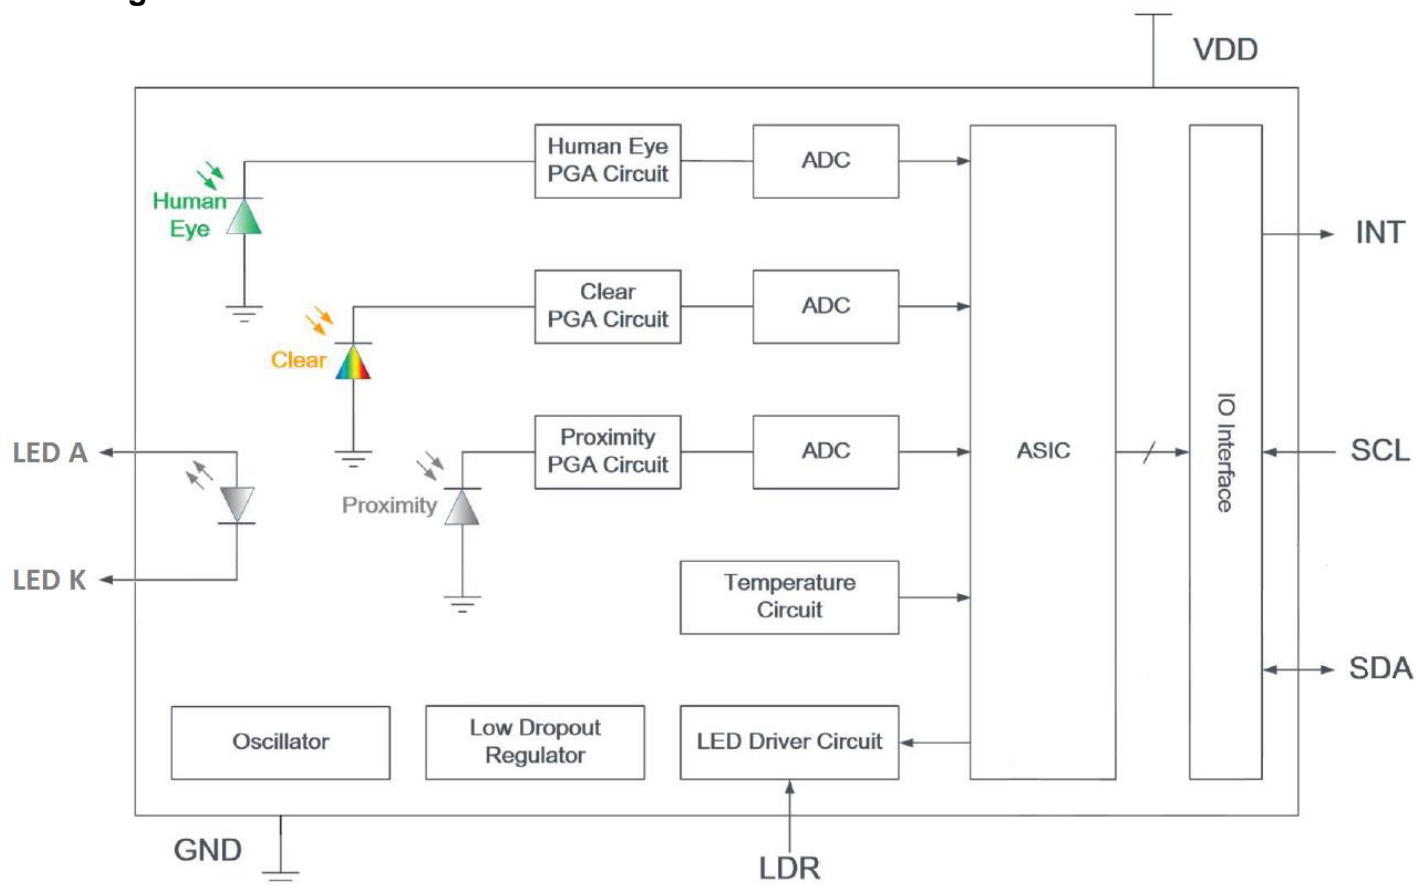 VDD
Human Eye
PGA Circuit
ADC
Human
Eye
INT
Clear
PGA Circuit
ADC
Clear
Proximity
PGA Circuit
ADC
ASIC
IO Interface
LED A
SCL
Proximity
LED K
Temperature
Circuit
SDA
Oscillator
Low Dropout
Regulator
LED Driver Circuit
GND
LDR